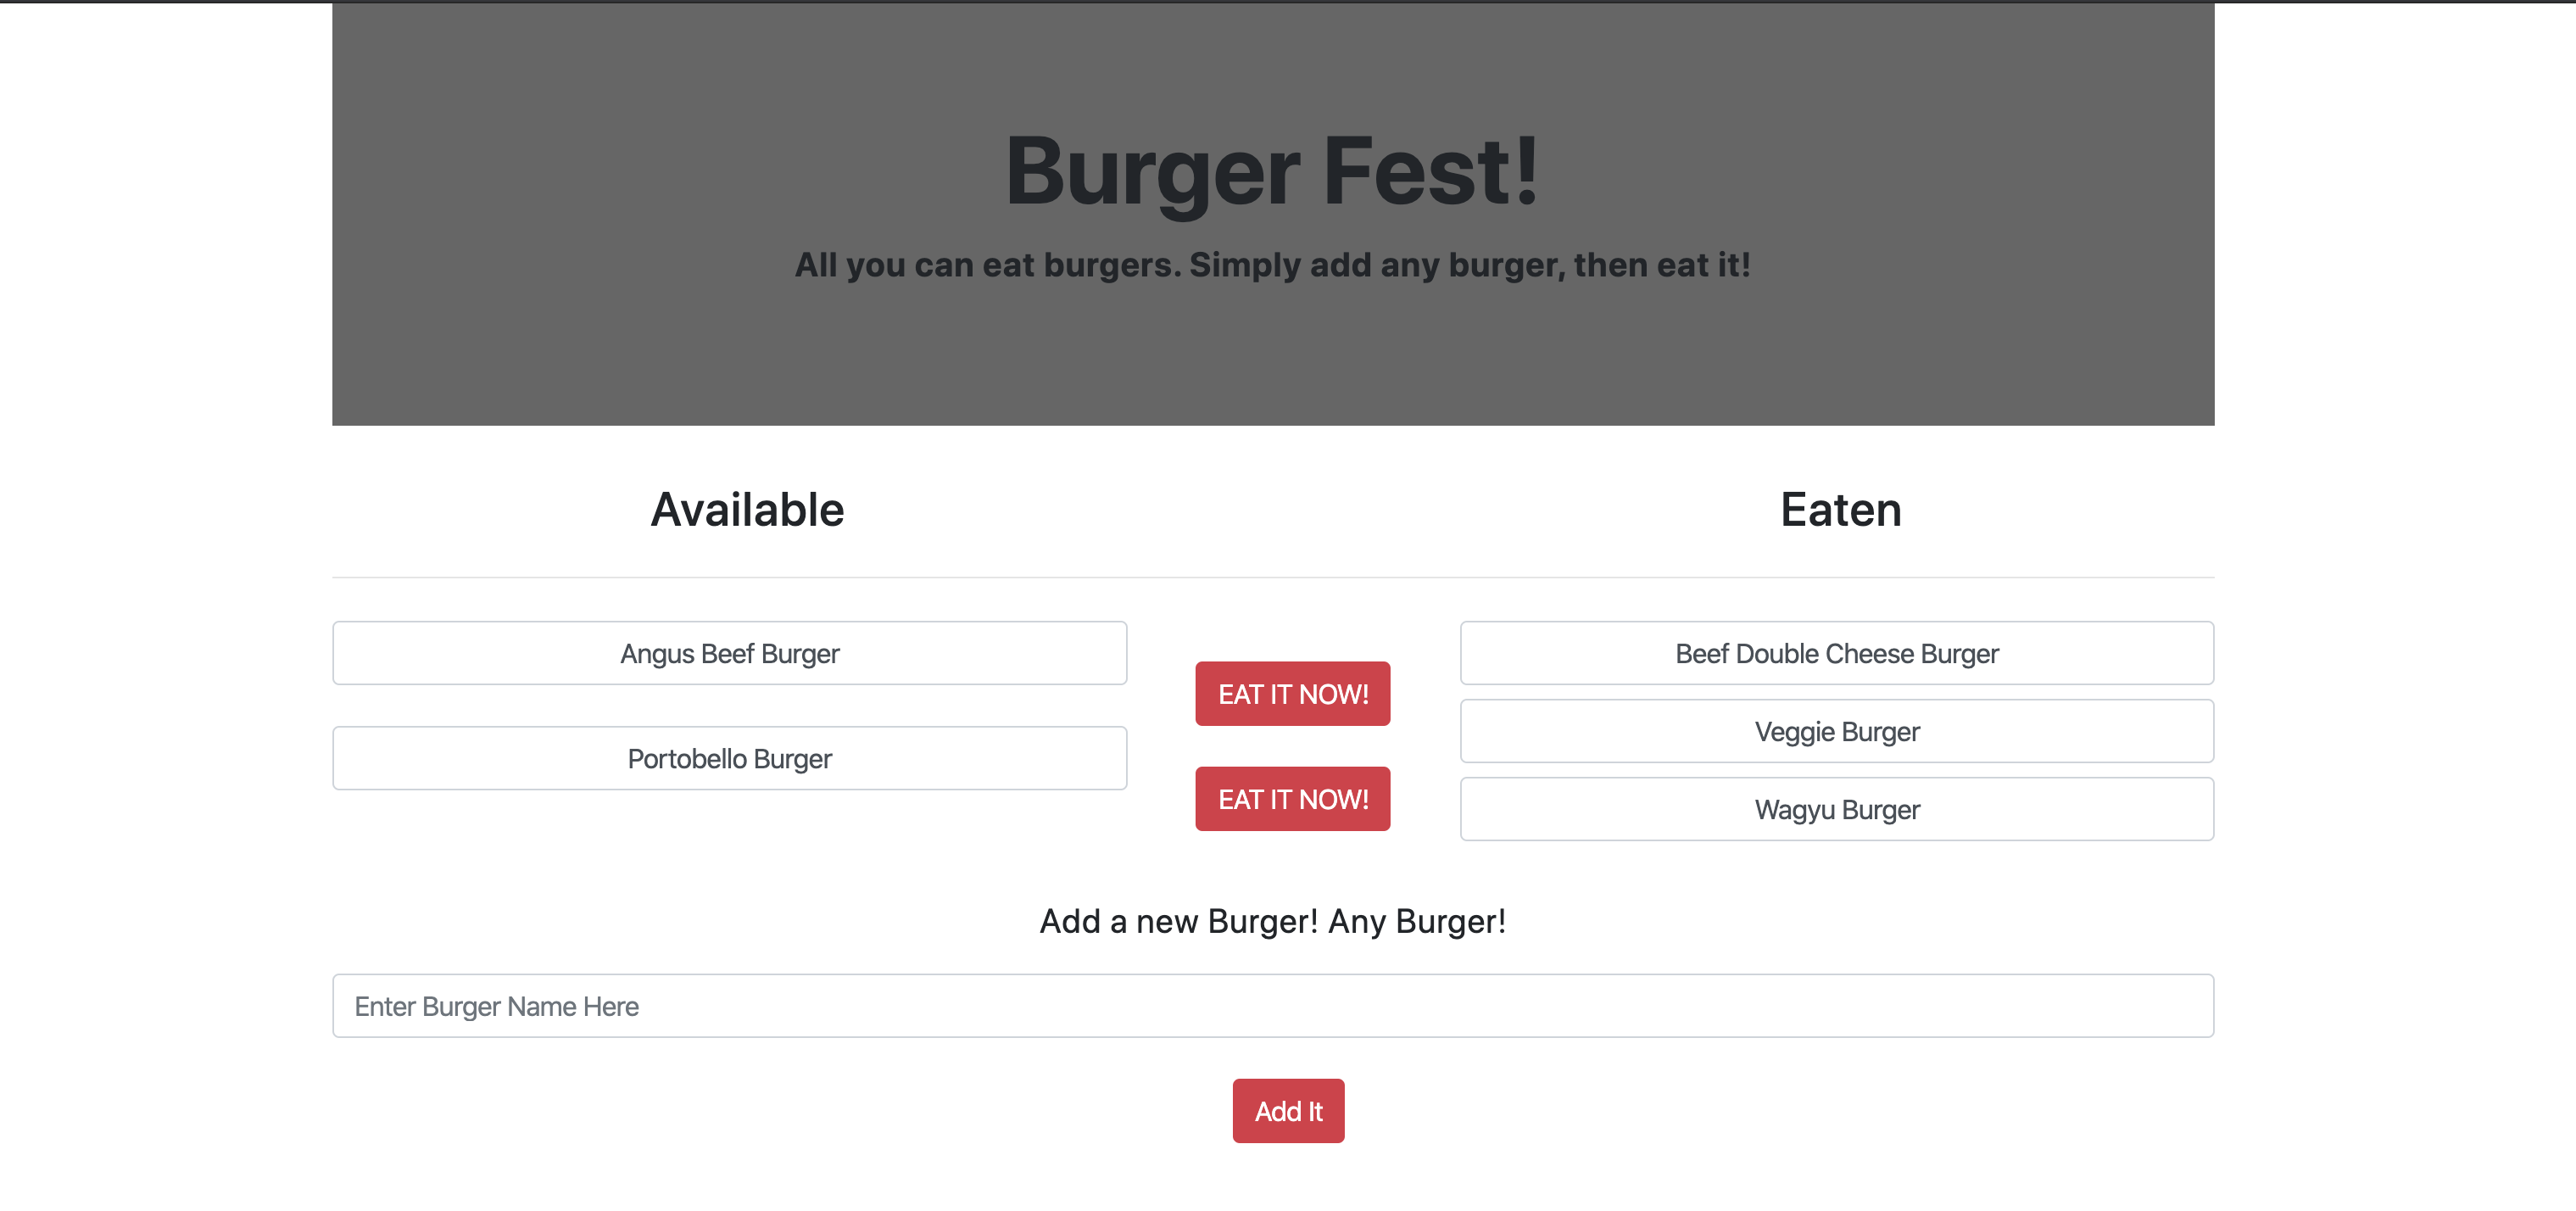 Burger Fest!
All you can eat burgers. Simply add any burger, then eat it!
Available
Eaten
Angus Beef Burger
EAT IT NOW!
Portobello Burger
EAT IT NOW!
Beef Double Cheese Burger
Veggie Burger
Wagyu Burger
Add a new Burger! Any Burger!
Enter Burger Name Here
Add It